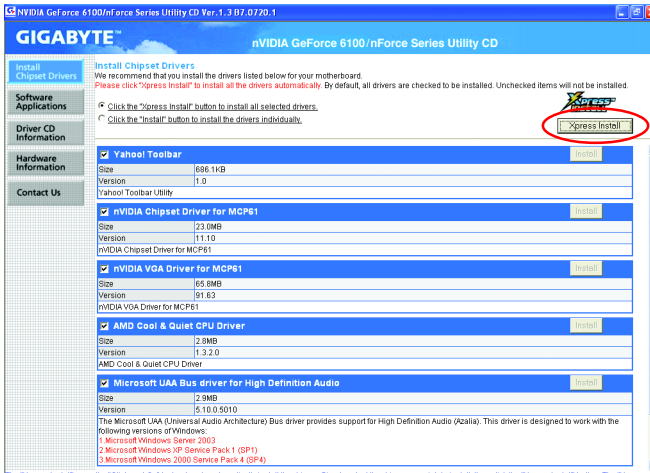 NVIDIA GeForce 6100/nForce Series Utility CD Ver.1.3 B7.0720.1
GIGABYTE™
nVIDIA GeForce 6100/nForce Series Utility CD
Install Chipset Drivers
Software Applications
Driver CD Information
Hardware Information
Contact Us
Install Chipset Drivers
We recommend that you install the drivers listed below for your motherboard.
Please click "Xpress Install" to install all the drivers automatically. By default, all drivers are checked to be installed. Unchecked items will not be installed.
Click the "Xpress Install" button to install all selected drivers.
Click the "Install" button to install the drivers individually.
Xpress Install
Xpress Install
Yahoo! Toolbar
Install
Size 686.1KB
Version 1.0
Yahoo! Toolbar Utility
nVIDIA Chipset Driver for MCP61
Install
Size 23.0MB
Version 11.10
nVIDIA Chipset Driver for MCP61
nVIDIA VGA Driver for MCP61
Install
Size 65.8MB
Version 91.63
nVIDIA VGA Driver for MCP61
AMD Cool & Quiet CPU Driver
Install
Size 2.8MB
Version 1.3.2.0
AMD Cool & Quiet CPU Driver
Microsoft UAA Bus driver for High Definition Audio
Install
Size 2.9MB
Version 5.10.0.5010
The Microsoft UAA (Universal Audio Architecture) Bus driver provides support for High Definition Audio (Azalia). This driver is designed to work with the
following versions of Windows:
1.Microsoft Windows Server 2003
2.Microsoft Windows XP Service Pack 1 (SP1)
3.Microsoft Windows 2000 Service Pack 4 (SP4)